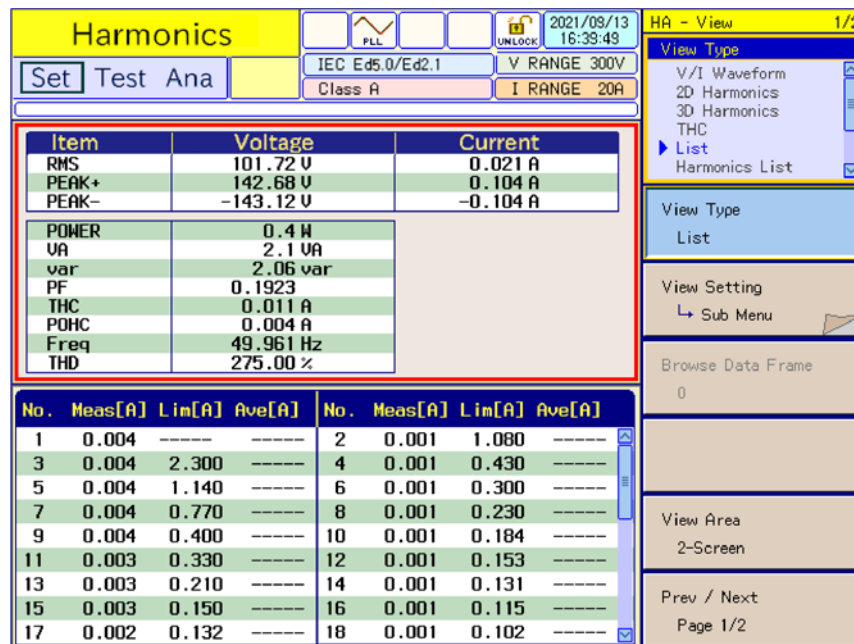 Harmonics
PLL
UNLOCK
2021/09/13
16:39:49
Set Test Ana
IEC Ed5.0/Ed2.1
V RANGE 300V
Class A
I RANGE 20A
Item Voltage Current
RMS 101.72 V 0.021 A
PEAK+ 142.68 V 0.104 A
PEAK- -143.12 V -0.104 A
POWER 0.4 W
VA 2.1 VA
var 2.06 var
PF 0.1923
THC 0.011 A
POHC 0.004 A
Freq 49.961 Hz
THD 275.00 %
No. Meas[A] Lim[A] Ave[A] No. Meas[A] Lim[A] Ave[A]
1 0.004 ----- ----- 2 0.001 1.080 -----
3 0.004 2.300 ----- 4 0.001 0.430 -----
5 0.004 1.140 ----- 6 0.001 0.300 -----
7 0.004 0.770 ----- 8 0.001 0.230 -----
9 0.004 0.400 ----- 10 0.001 0.184 -----
11 0.003 0.330 ----- 12 0.001 0.153 -----
13 0.003 0.210 ----- 14 0.001 0.131 -----
15 0.003 0.150 ----- 16 0.001 0.115 -----
17 0.002 0.132 ----- 18 0.001 0.102 -----
HA - View 1/2
View Type
V/I Waveform
2D Harmonics
3D Harmonics
THC
List
Harmonics List
View Type
List
View Setting
Sub Menu
Browse Data Frame
0
View Area
2-Screen
Prev / Next
Page 1/2